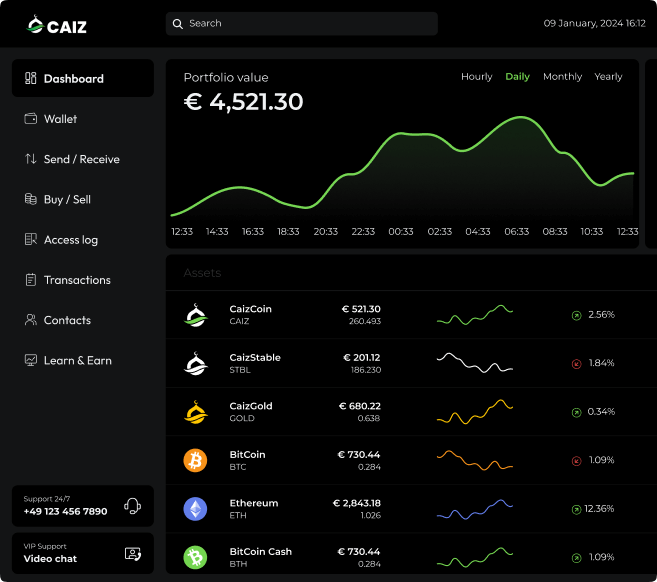 CAIZ
Search
09 January, 2024 16:12
Dashboard
Wallet
Send / Receive
Buy / Sell
Access log
Transactions
Contacts
Learn & Earn
Support 24/7
+49 123 456 7890
VIP Support
Video chat
Portfolio value
Hourly Daily Monthly Yearly
€ 4,521.30
12:33 14:33 16:33 18:33 20:33 22:33 00:33 02:33 04:33 06:33 08:33 10:33 12:33
Assets
CaizCoin € 521.30 2.56%
CAIZ 260.493
CaizStable € 201.12 1.84%
STBL 186.230
CaizGold € 680.22 0.34%
GOLD 0.638
BitCoin € 730.44 1.09%
BTC 0.284
Ethereum € 2,843.18 12.36%
ETH 1.026
BitCoin Cash € 730.44 1.09%
BTH 0.284